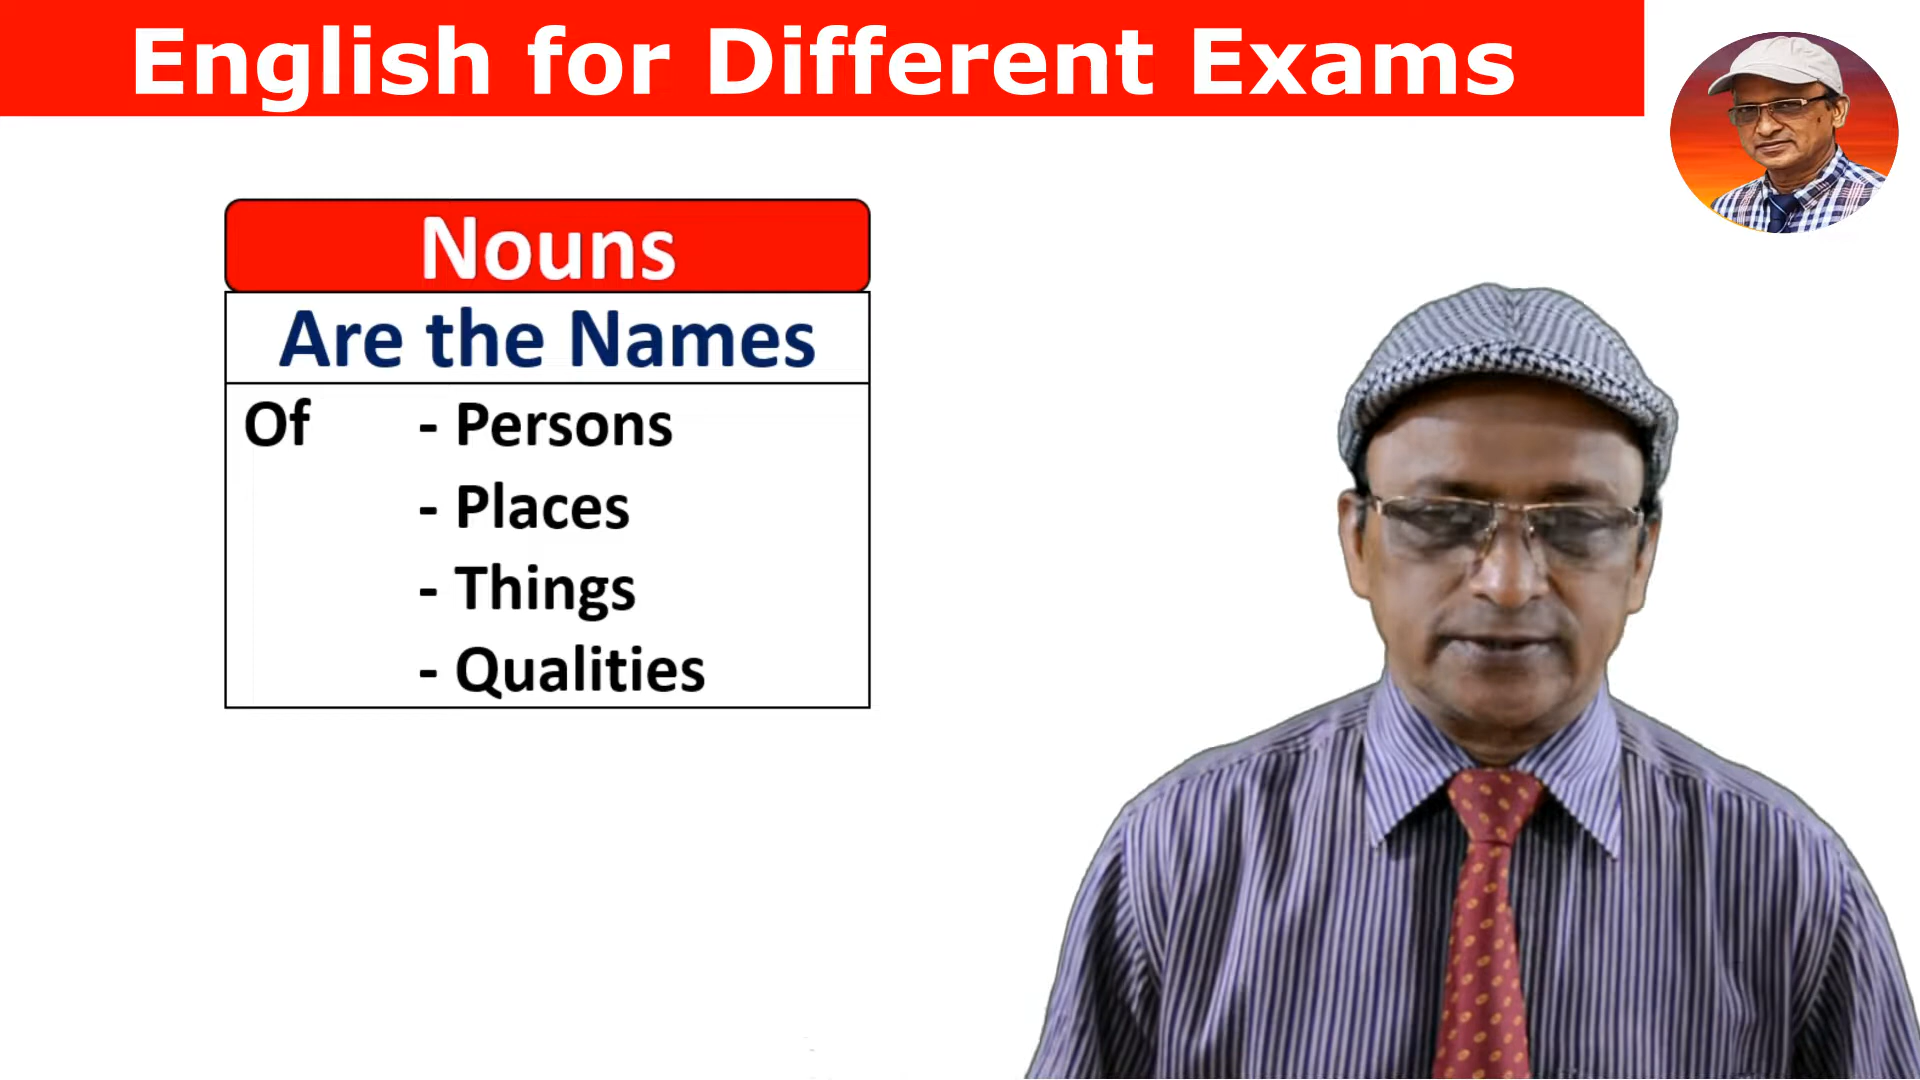 English for Different Exams
Nouns
Are the Names
Of - Persons
- Places
- Things
- Qualities